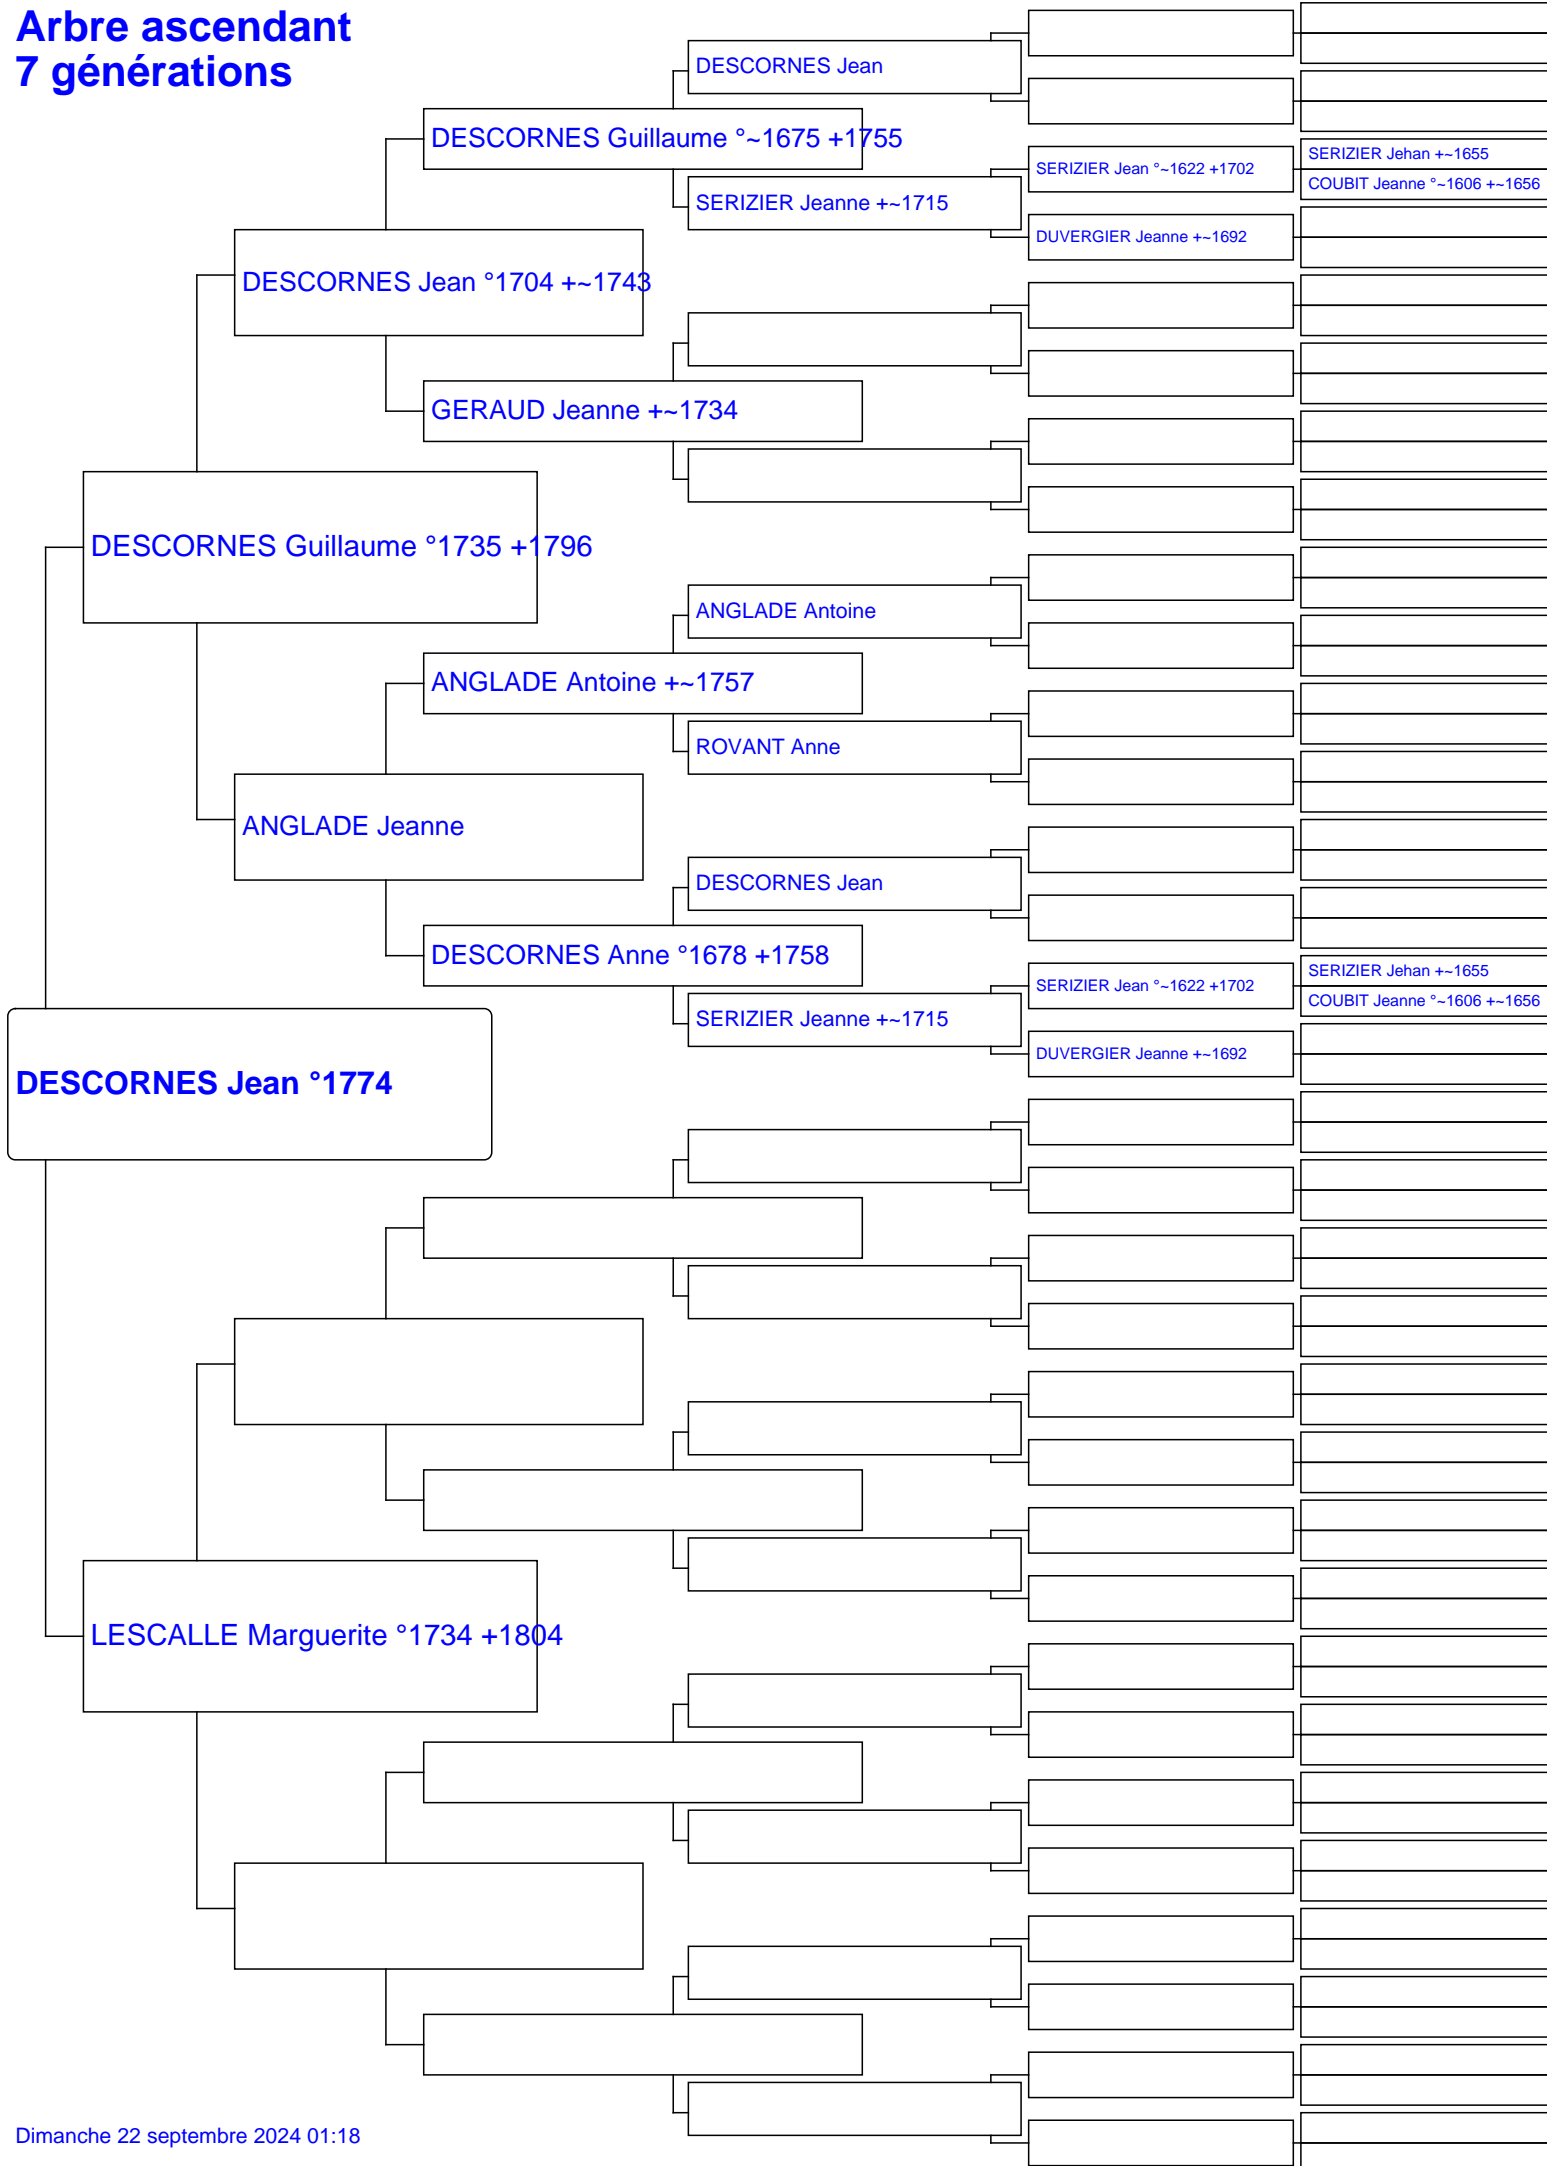 Arbre ascendant
7 générations
DESCORNES Jean
DESCORNES Guillaume °~1675 +1755
SERIZIER Jean °~1622 +1702
SERIZIER Jehan +~1655
COUBIT Jeanne °~1606 +~1656
SERIZIER Jeanne +~1715
DUVERGIER Jeanne +~1692
DESCORNES Jean °1704 +~1743
GERAUD Jeanne +~1734
DESCORNES Guillaume °1735 +1796
ANGLADE Antoine
ANGLADE Antoine +~1757
ROVANT Anne
ANGLADE Jeanne
DESCORNES Jean
DESCORNES Anne °1678 +1758
SERIZIER Jean °~1622 +1702
SERIZIER Jehan +~1655
COUBIT Jeanne °~1606 +~1656
SERIZIER Jeanne +~1715
DUVERGIER Jeanne +~1692
DESCORNES Jean °1774
LESCALLE Marguerite °1734 +1804
Dimanche 22 septembre 2024 01:18